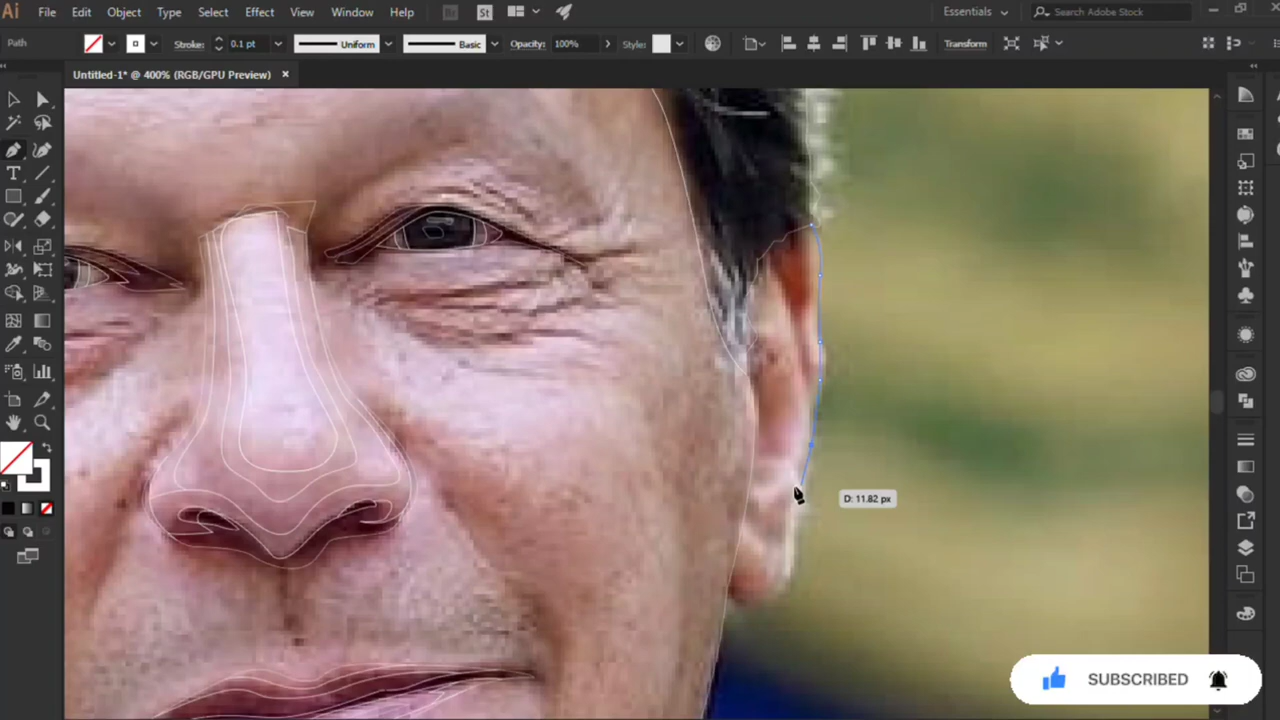 Ai File Edit Object Type Select Effect View Window Help Br St Essentials Search Adobe Stock
Path Stroke: 0.1 pt Uniform Basic Opacity: 100% Style: Transform
Untitled-1* @ 400% (RGB/GPU Preview) ×
D: 11.82 px
SUBSCRIBED